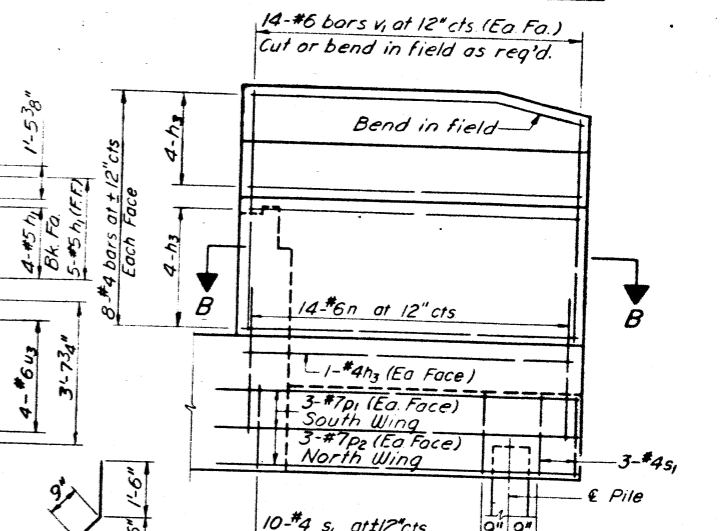 14-#6 bars v1 at 12" cts. (Ea. Fa.)
Cut or bend in field as req'd.
Bend in field
1'-5 3/8"
4-#5 h1
Bk. Fa.
5-#5 h1 (F.F.)
8-#4 bars at ± 12" cts
Each Face
4-h3
4-h3
B
B
14-#6n at 12" cts
1-#4h3 (Ea Face)
3-#7p1 (Ea. Face)
South Wing
3-#7p2 (Ea Face)
North Wing
4-#6u3
3'-7 3/4"
3-#4s1
℄ Pile
9"
1'-6"
10-#4 s1 at ±12" cts
9"
9"